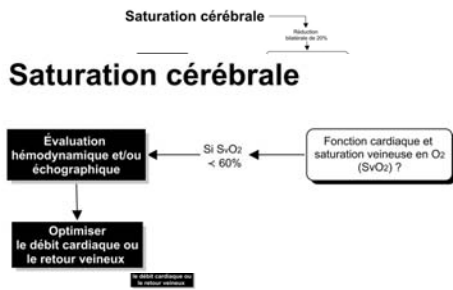 Saturation cérébrale
Réduction
bilatérale de 20%
Saturation cérébrale
Évaluation
hémodynamique et/ou
échographique
Si SvO2
< 60%
Fonction cardiaque et
saturation veineuse en O2
(SvO2) ?
Optimiser
le débit cardiaque ou
le retour veineux
le débit cardiaque ou
le retour veineux